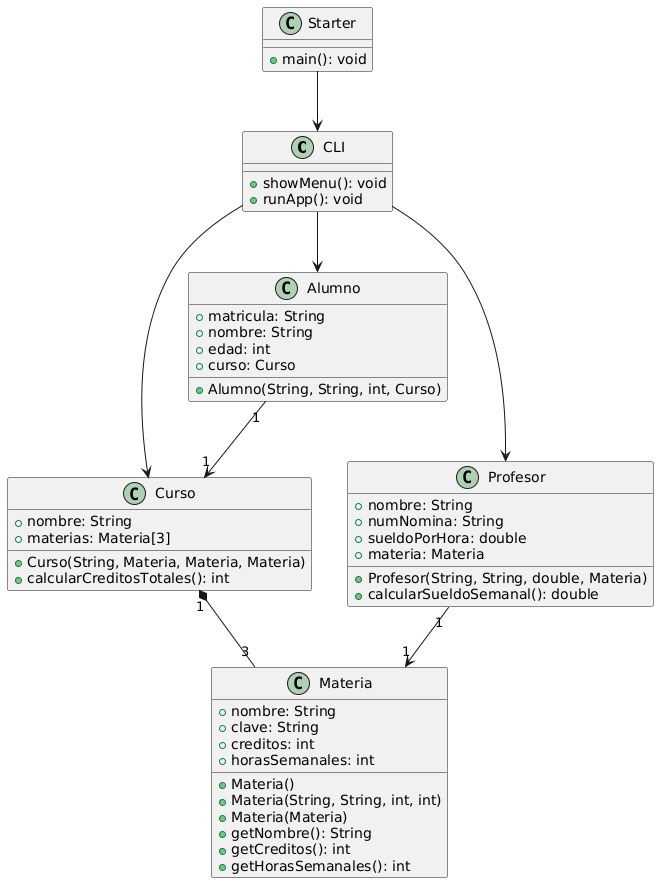 C Starter
main(): void
C CLI
showMenu(): void
runApp(): void
C Alumno
matricula: String
nombre: String
edad: int
curso: Curso
Alumno(String, String, int, Curso)
1
1
C Curso
nombre: String
materias: Materia[3]
Curso(String, Materia, Materia, Materia)
calcularCreditosTotales(): int
C Profesor
nombre: String
numNomina: String
sueldoPorHora: double
materia: Materia
Profesor(String, String, double, Materia)
calcularSueldoSemanal(): double
1
3
1
1
C Materia
nombre: String
clave: String
creditos: int
horasSemanales: int
Materia()
Materia(String, String, int, int)
Materia(Materia)
getNombre(): String
getCreditos(): int
getHorasSemanales(): int